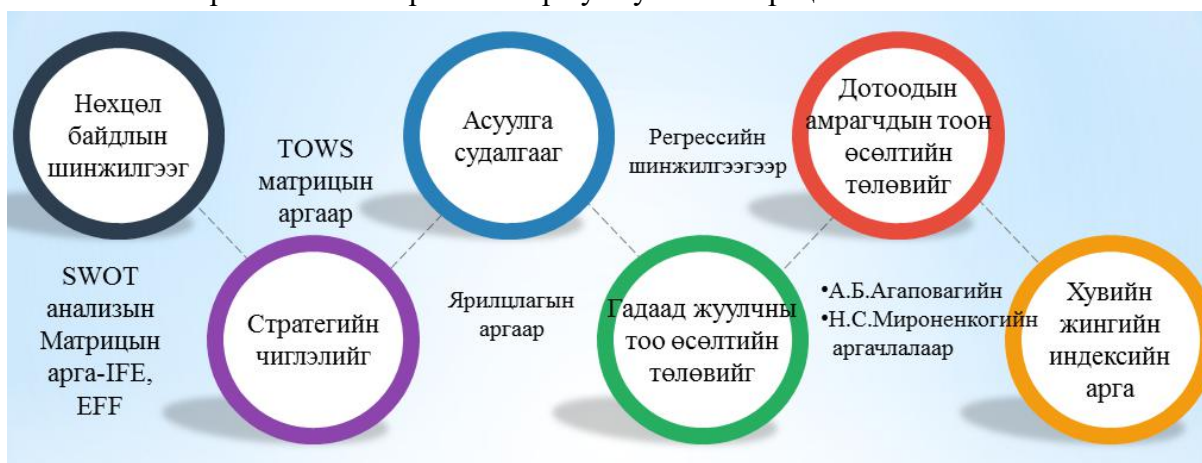 Нөхцөл
байдлын
шинжилгээг
SWOT
анализын
Матрицын
арга-IFE,
EFF
TOWS
матрицын
аргаар
Стратегийн
чиглэлийг
Асуулга
судалгааг
Ярилцлагын
аргаар
Регрессийн
шинжилгээгээр
Гадаад жуулчны
тоо өсөлтийн
төлөвийг
Дотоодын
амрагчдын тоон
өсөлтийн
төлөвийг
•А.Б.Агаповагийн
•Н.С.Мироненкогийн
аргачлалаар
Хувийн
жингийн
индексийн
арга